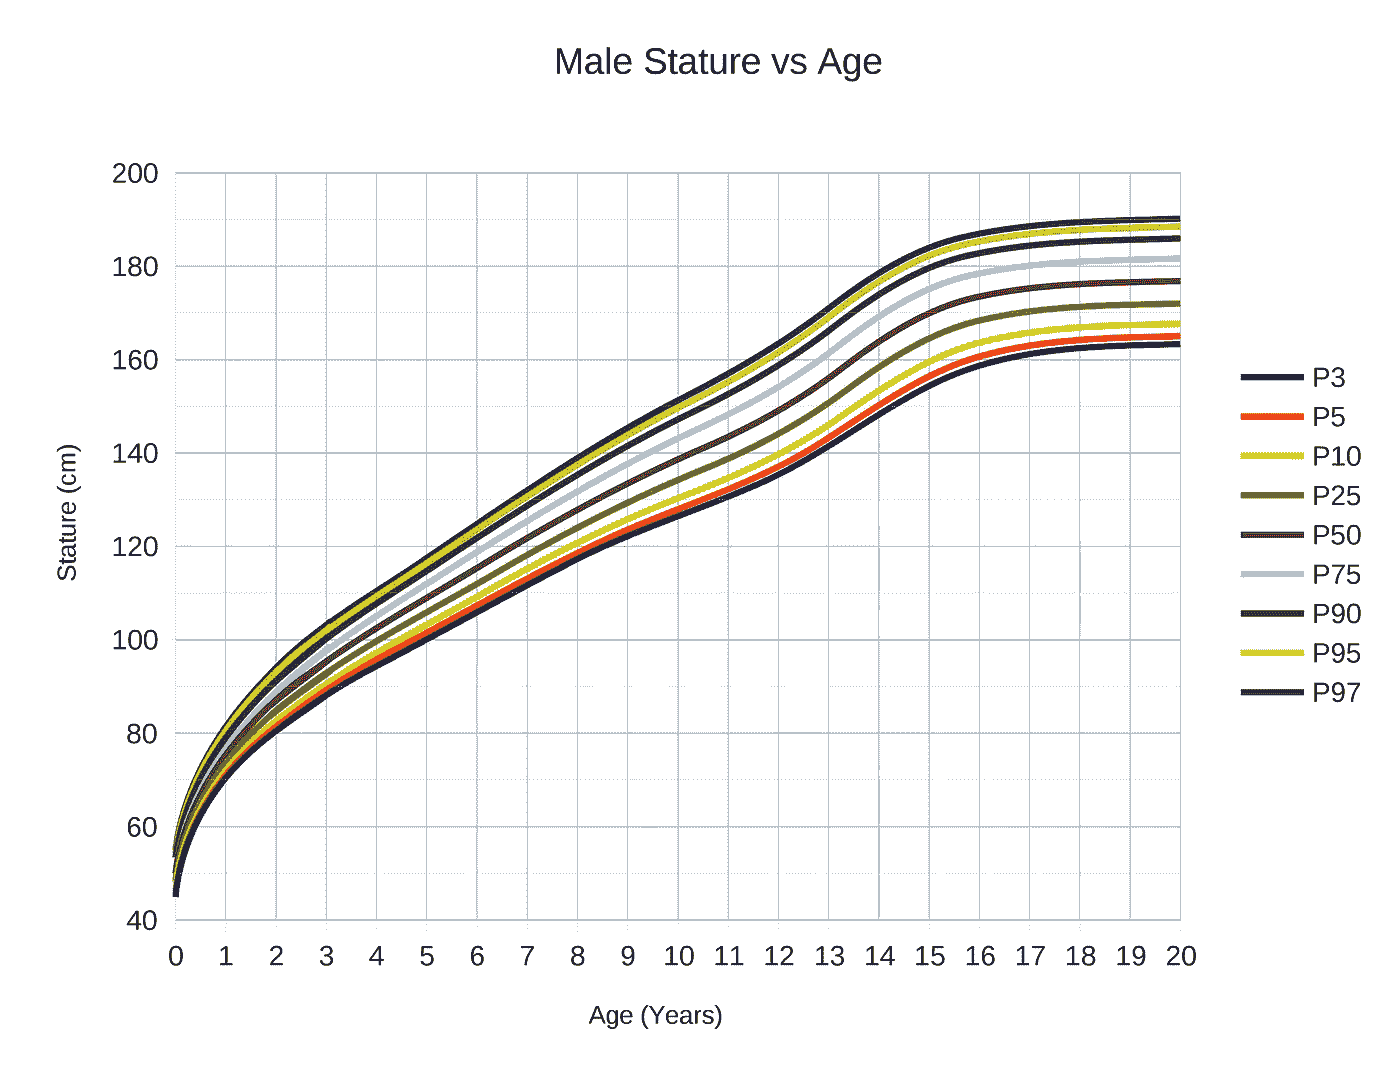 Male Stature vs Age
200
180
160
140
120
100
80
60
40
Stature (cm)
0 1 2 3 4 5 6 7 8 9 10 11 12 13 14 15 16 17 18 19 20
Age (Years)
P3
P5
P10
P25
P50
P75
P90
P95
P97